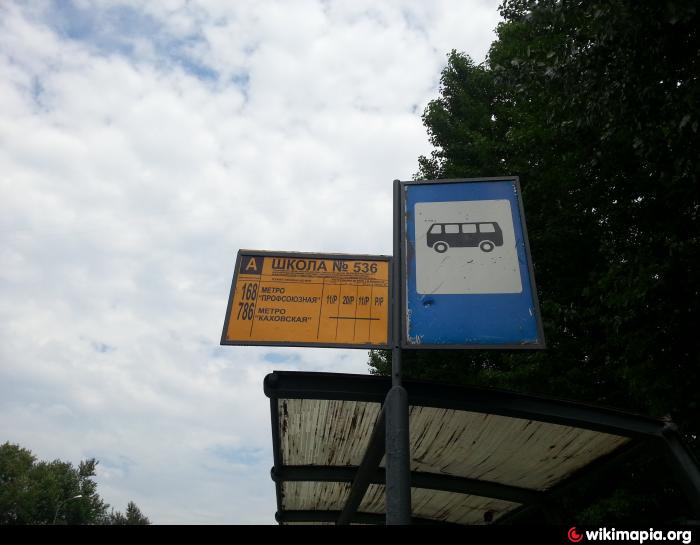 А ШКОЛА № 536
168 МЕТРО "ПРОФСОЮЗНАЯ" 11/Р 20/Р 11/Р Р/Р
786 МЕТРО "КАХОВСКАЯ"
wikimapia.org